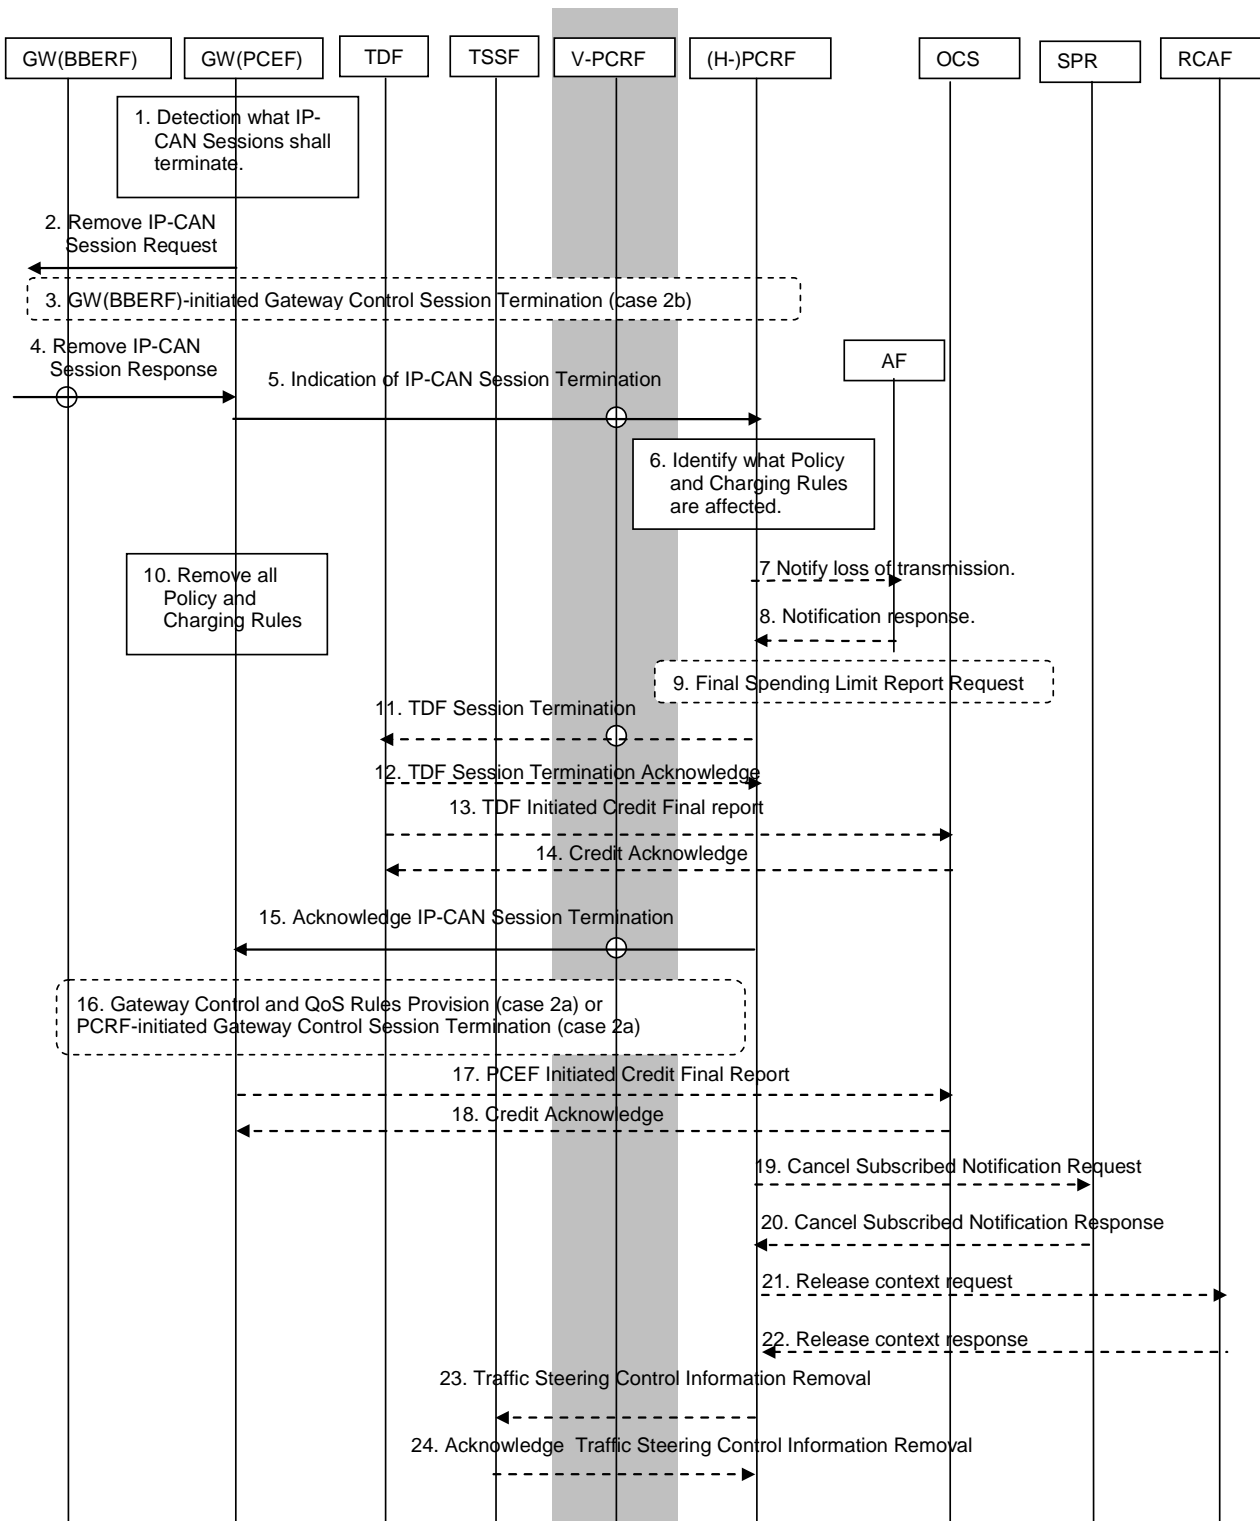 GW(BBERF)
GW(PCEF)
TDF
TSSF
V-PCRF
(H-)PCRF
OCS
SPR
RCAF
1. Detection what IP-
CAN Sessions shall
terminate.
2. Remove IP-CAN
Session Request
3. GW(BBERF)-initiated Gateway Control Session Termination (case 2b)
4. Remove IP-CAN
Session Response
AF
5. Indication of IP-CAN Session Termination
6. Identify what Policy
and Charging Rules
are affected.
7 Notify loss of transmission.
10. Remove all
Policy and
Charging Rules
8. Notification response.
9. Final Spending Limit Report Request
11. TDF Session Termination
12. TDF Session Termination Acknowledge
13. TDF Initiated Credit Final report
14. Credit Acknowledge
15. Acknowledge IP-CAN Session Termination
16. Gateway Control and QoS Rules Provision (case 2a) or
PCRF-initiated Gateway Control Session Termination (case 2a)
17. PCEF Initiated Credit Final Report
18. Credit Acknowledge
19. Cancel Subscribed Notification Request
20. Cancel Subscribed Notification Response
21. Release context request
22. Release context response
23. Traffic Steering Control Information Removal
24. Acknowledge  Traffic Steering Control Information Removal